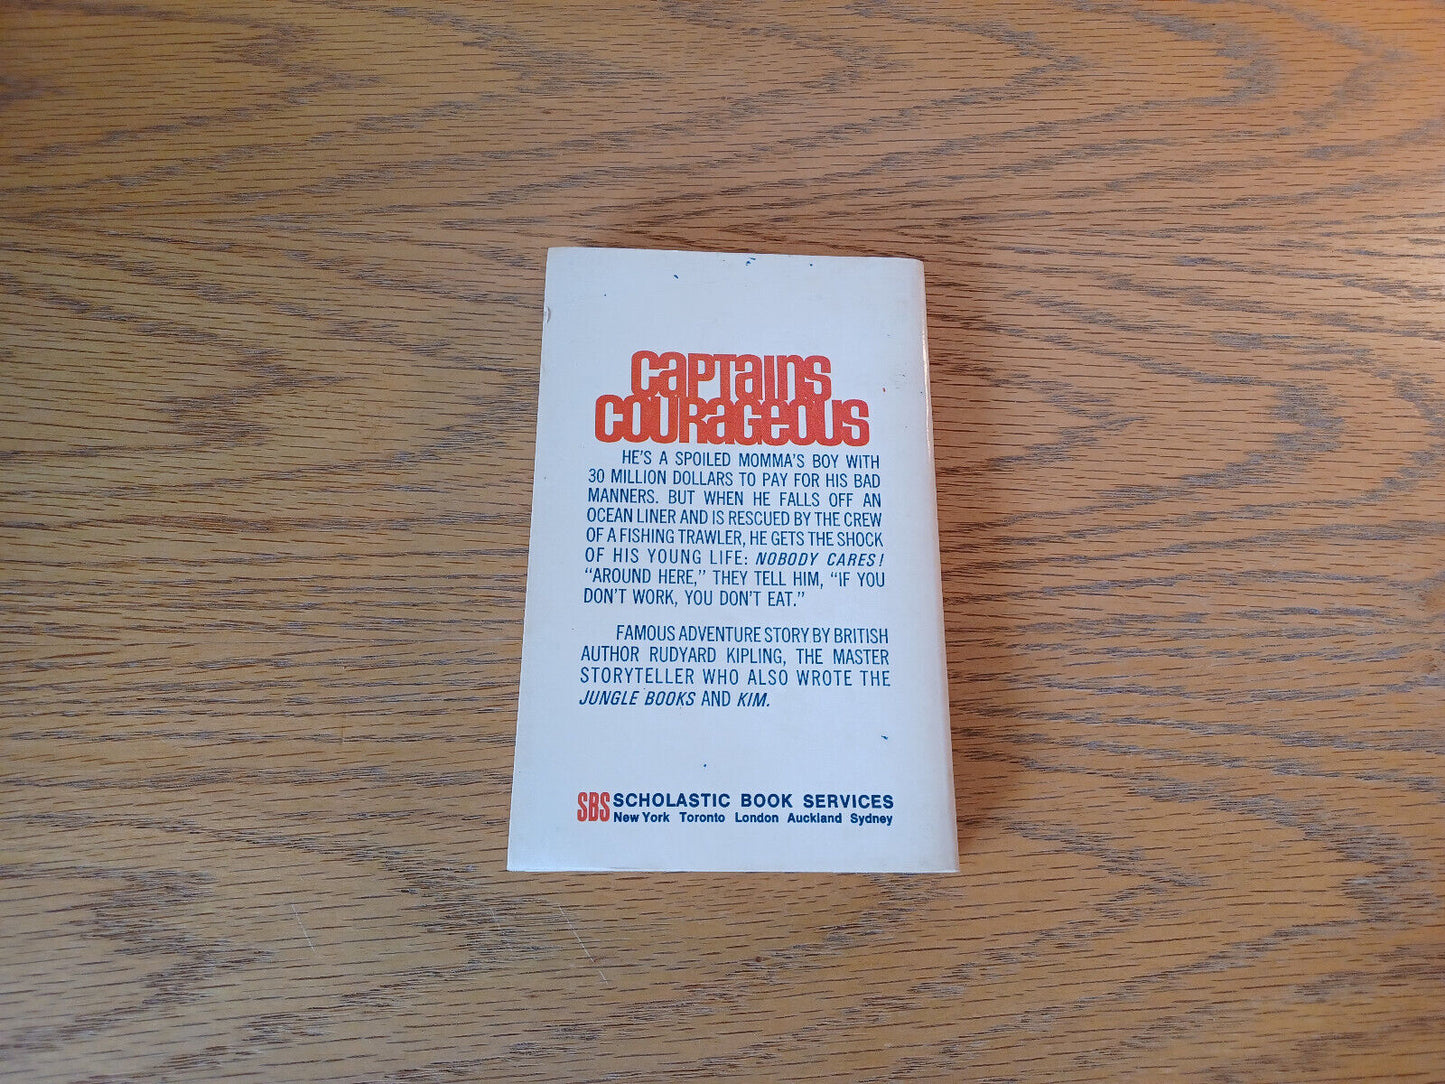 CAPTAINS
COURAGEOUS
HE'S A SPOILED MOMMA'S BOY WITH
30 MILLION DOLLARS TO PAY FOR HIS BAD
MANNERS. BUT WHEN HE FALLS OFF AN
OCEAN LINER AND IS RESCUED BY THE CREW
OF A FISHING TRAWLER, HE GETS THE SHOCK
OF HIS YOUNG LIFE: NOBODY CARES!
"AROUND HERE," THEY TELL HIM, "IF YOU
DON'T WORK, YOU DON'T EAT."
FAMOUS ADVENTURE STORY BY BRITISH
AUTHOR RUDYARD KIPLING, THE MASTER
STORYTELLER WHO ALSO WROTE THE
JUNGLE BOOKS AND KIM.
SBS SCHOLASTIC BOOK SERVICES
New York Toronto London Auckland Sydney